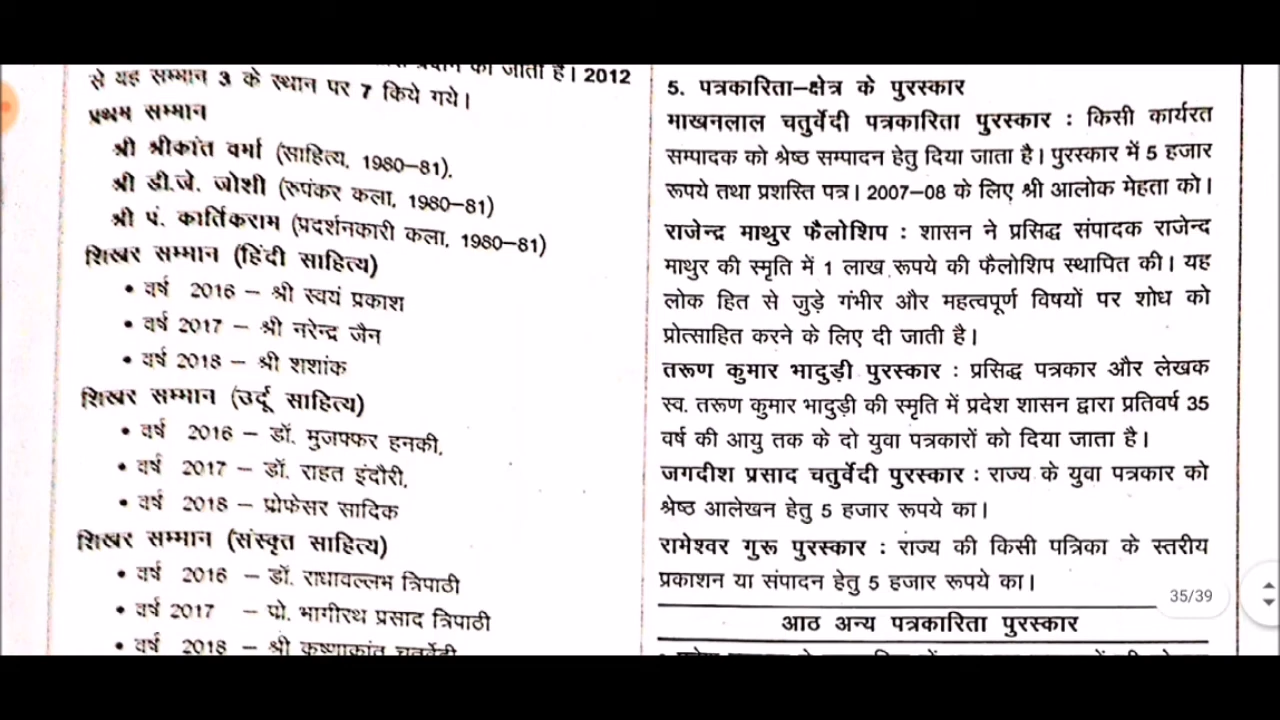 प्रदान की जाती है। 2012
से यह सम्मान 3 के स्थान पर 7 किये गये।
प्रथम सम्मान
श्री श्रीकांत वर्मा (साहित्य, 1980–81).
श्री डी.जे. जोशी (रुपंकर कला, 1980–81)
श्री पं. कार्तिकराम (प्रदर्शनकारी कला, 1980–81)
शिखर सम्मान (हिंदी साहित्य)
• वर्ष 2016 – श्री स्वयं प्रकाश
• वर्ष 2017 – श्री नरेन्द्र जैन
• वर्ष 2018 – श्री शशांक
शिखर सम्मान (उर्दू साहित्य)
• वर्ष 2016 – डॉ. मुजफ्फर हनकी,
• वर्ष 2017 – डॉ. राहत इंदौरी,
• वर्ष 2018 – प्रोफेसर सादिक
शिखर सम्मान (संस्कृत साहित्य)
• वर्ष 2016 – डॉ. राधावल्लभ त्रिपाठी
• वर्ष 2017 – पो. भागीरथ प्रसाद त्रिपाठी
• वर्ष 2018 – श्री कृष्णाकांत चतुर्वेदी
5. पत्रकारिता–क्षेत्र के पुरस्कार
माखनलाल चतुर्वेदी पत्रकारिता पुरस्कार : किसी कार्यरत
सम्पादक को श्रेष्ठ सम्पादन हेतु दिया जाता है। पुरस्कार में 5 हजार
रूपये तथा प्रशस्ति पत्र। 2007–08 के लिए श्री आलोक मेहता को।
राजेन्द्र माथुर फैलोशिप : शासन ने प्रसिद्ध संपादक राजेन्द
माथुर की स्मृति में 1 लाख रूपये की फैलोशिप स्थापित की। यह
लोक हित से जुड़े गंभीर और महत्वपूर्ण विषयों पर शोध को
प्रोत्साहित करने के लिए दी जाती है।
तरूण कुमार भादुड़ी पुरस्कार : प्रसिद्ध पत्रकार और लेखक
स्व. तरूण कुमार भादुड़ी की स्मृति में प्रदेश शासन द्वारा प्रतिवर्ष 35
वर्ष की आयु तक के दो युवा पत्रकारों को दिया जाता है।
जगदीश प्रसाद चतुर्वेदी पुरस्कार : राज्य के युवा पत्रकार को
श्रेष्ठ आलेखन हेतु 5 हजार रूपये का।
रामेश्वर गुरू पुरस्कार : राज्य की किसी पत्रिका के स्तरीय
प्रकाशन या संपादन हेतु 5 हजार रूपये का।
35/39
आठ अन्य पत्रकारिता पुरस्कार